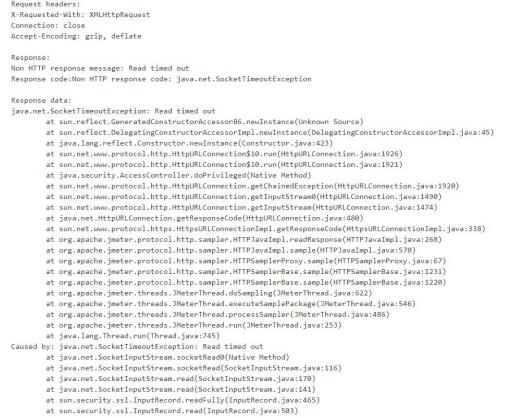 Request headers:
X-Requested-With: XMLHttpRequest
Connection: close
Accept-Encoding: gzip, deflate
Response:
Non HTTP response message: Read timed out
Response code:Non HTTP response code: java.net.SocketTimeoutException
Response data:
java.net.SocketTimeoutException: Read timed out
at sun.reflect.GeneratedConstructorAccessor86.newInstance(Unknown Source)
at sun.reflect.DelegatingConstructorAccessorImpl.newInstance(DelegatingConstructorAccessorImpl.java:45)
at java.lang.reflect.Constructor.newInstance(Constructor.java:423)
at sun.net.www.protocol.http.HttpURLConnection$10.run(HttpURLConnection.java:1926)
at sun.net.www.protocol.http.HttpURLConnection$10.run(HttpURLConnection.java:1921)
at java.security.AccessController.doPrivileged(Native Method)
at sun.net.www.protocol.http.HttpURLConnection.getChainedException(HttpURLConnection.java:1920)
at sun.net.www.protocol.http.HttpURLConnection.getInputStream0(HttpURLConnection.java:1490)
at sun.net.www.protocol.http.HttpURLConnection.getInputStream(HttpURLConnection.java:1474)
at java.net.HttpURLConnection.getResponseCode(HttpURLConnection.java:480)
at sun.net.www.protocol.https.HttpsURLConnectionImpl.getResponseCode(HttpsURLConnectionImpl.java:338)
at org.apache.jmeter.protocol.http.sampler.HTTPJavaImpl.readResponse(HTTPJavaImpl.java:268)
at org.apache.jmeter.protocol.http.sampler.HTTPJavaImpl.sample(HTTPJavaImpl.java:570)
at org.apache.jmeter.protocol.http.sampler.HTTPSamplerProxy.sample(HTTPSamplerProxy.java:67)
at org.apache.jmeter.protocol.http.sampler.HTTPSamplerBase.sample(HTTPSamplerBase.java:1231)
at org.apache.jmeter.protocol.http.sampler.HTTPSamplerBase.sample(HTTPSamplerBase.java:1220)
at org.apache.jmeter.threads.JMeterThread.doSampling(JMeterThread.java:622)
at org.apache.jmeter.threads.JMeterThread.executeSamplePackage(JMeterThread.java:546)
at org.apache.jmeter.threads.JMeterThread.processSampler(JMeterThread.java:486)
at org.apache.jmeter.threads.JMeterThread.run(JMeterThread.java:253)
at java.lang.Thread.run(Thread.java:745)
Caused by: java.net.SocketTimeoutException: Read timed out
at java.net.SocketInputStream.socketRead0(Native Method)
at java.net.SocketInputStream.socketRead(SocketInputStream.java:116)
at java.net.SocketInputStream.read(SocketInputStream.java:170)
at java.net.SocketInputStream.read(SocketInputStream.java:141)
at sun.security.ssl.InputRecord.readFully(InputRecord.java:465)
at sun.security.ssl.InputRecord.read(InputRecord.java:503)